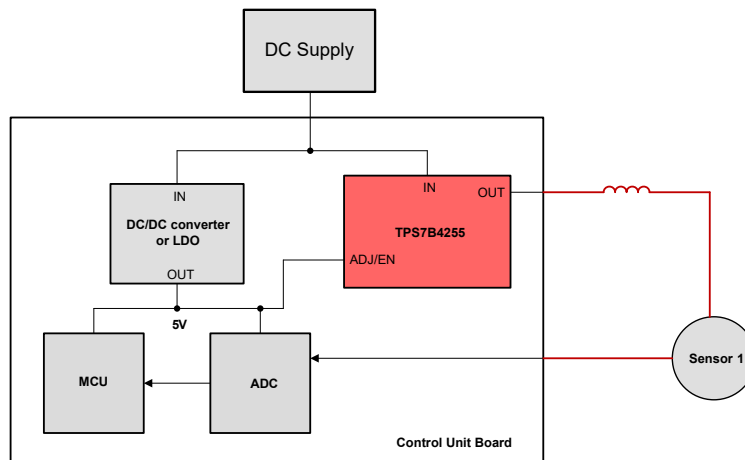 DC Supply
IN
IN
OUT
DC/DC converter
or LDO
TPS7B4255
ADJ/EN
OUT
5V
MCU
ADC
Sensor 1
Control Unit Board